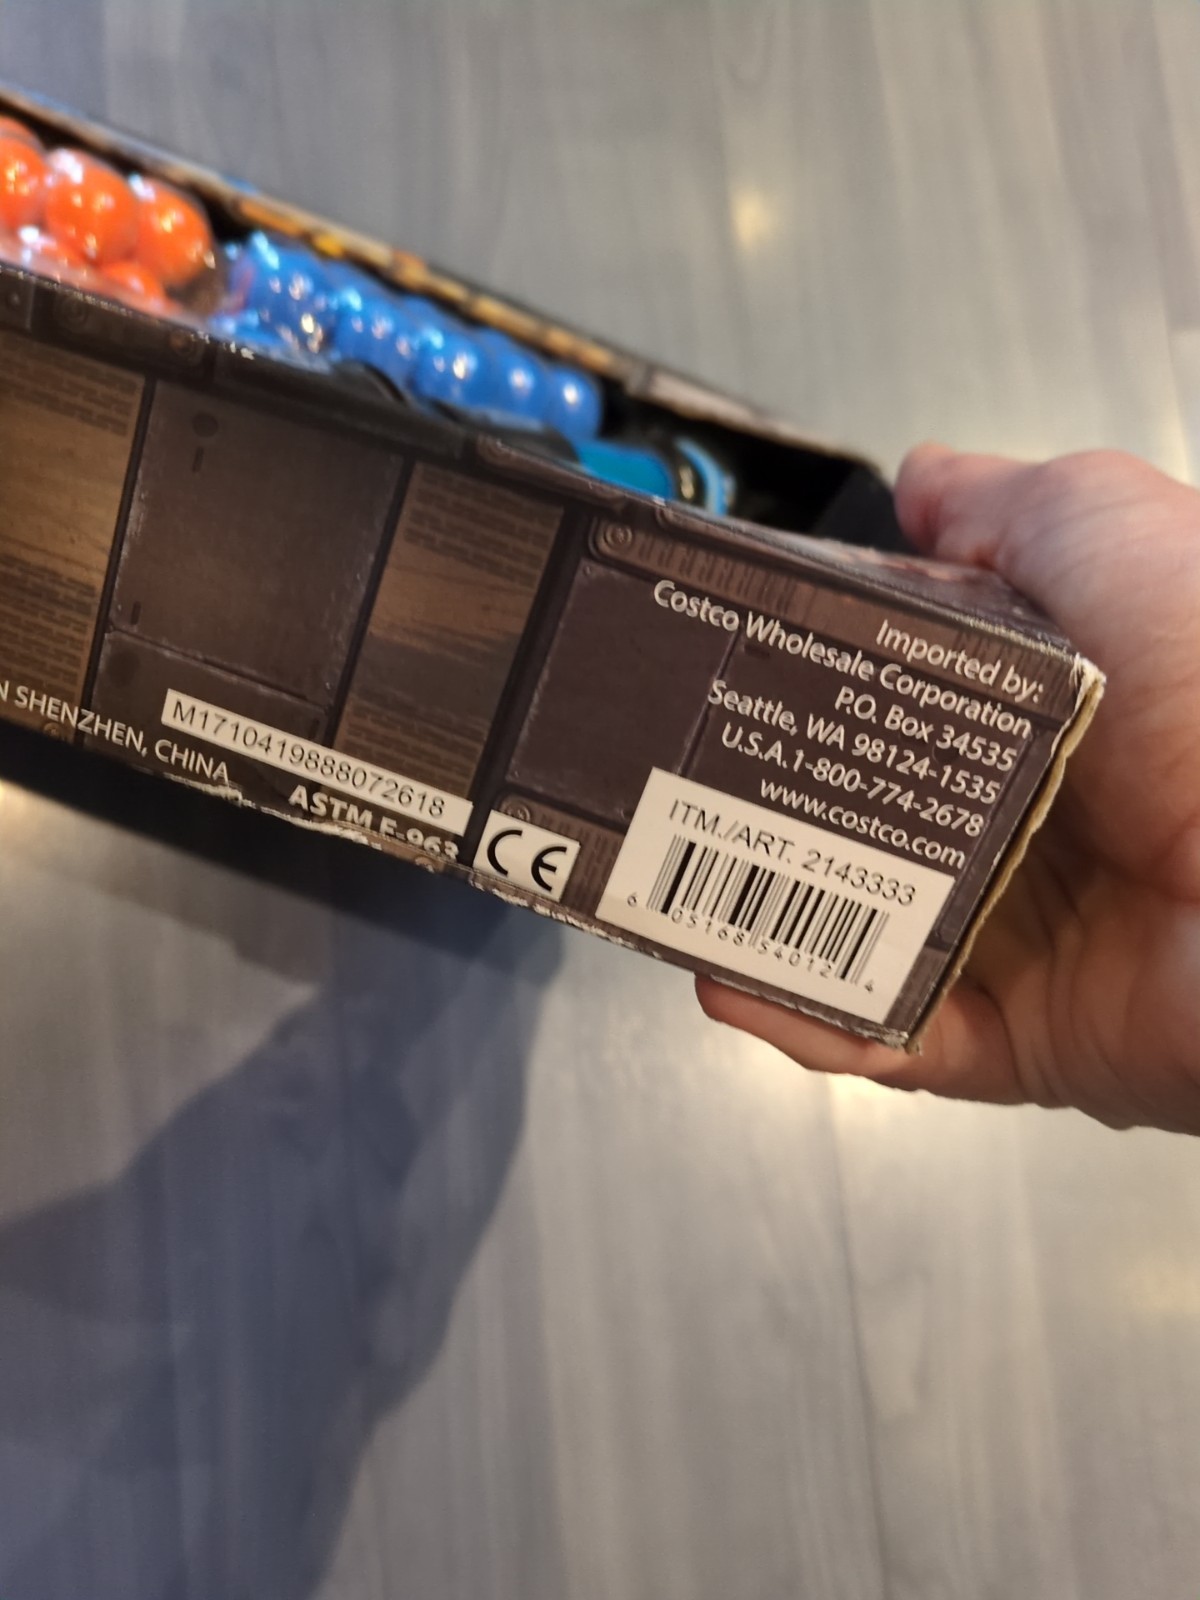 Imported by:
Costco Wholesale Corporation
P.O. Box 34535
Seattle, WA 98124-1535
U.S.A.1-800-774-2678
www.costco.com
ITM./ART. 2143333
6 05168 54012 4
SHENZHEN, CHINA
M1710419888072618
ASTM F-963
CE